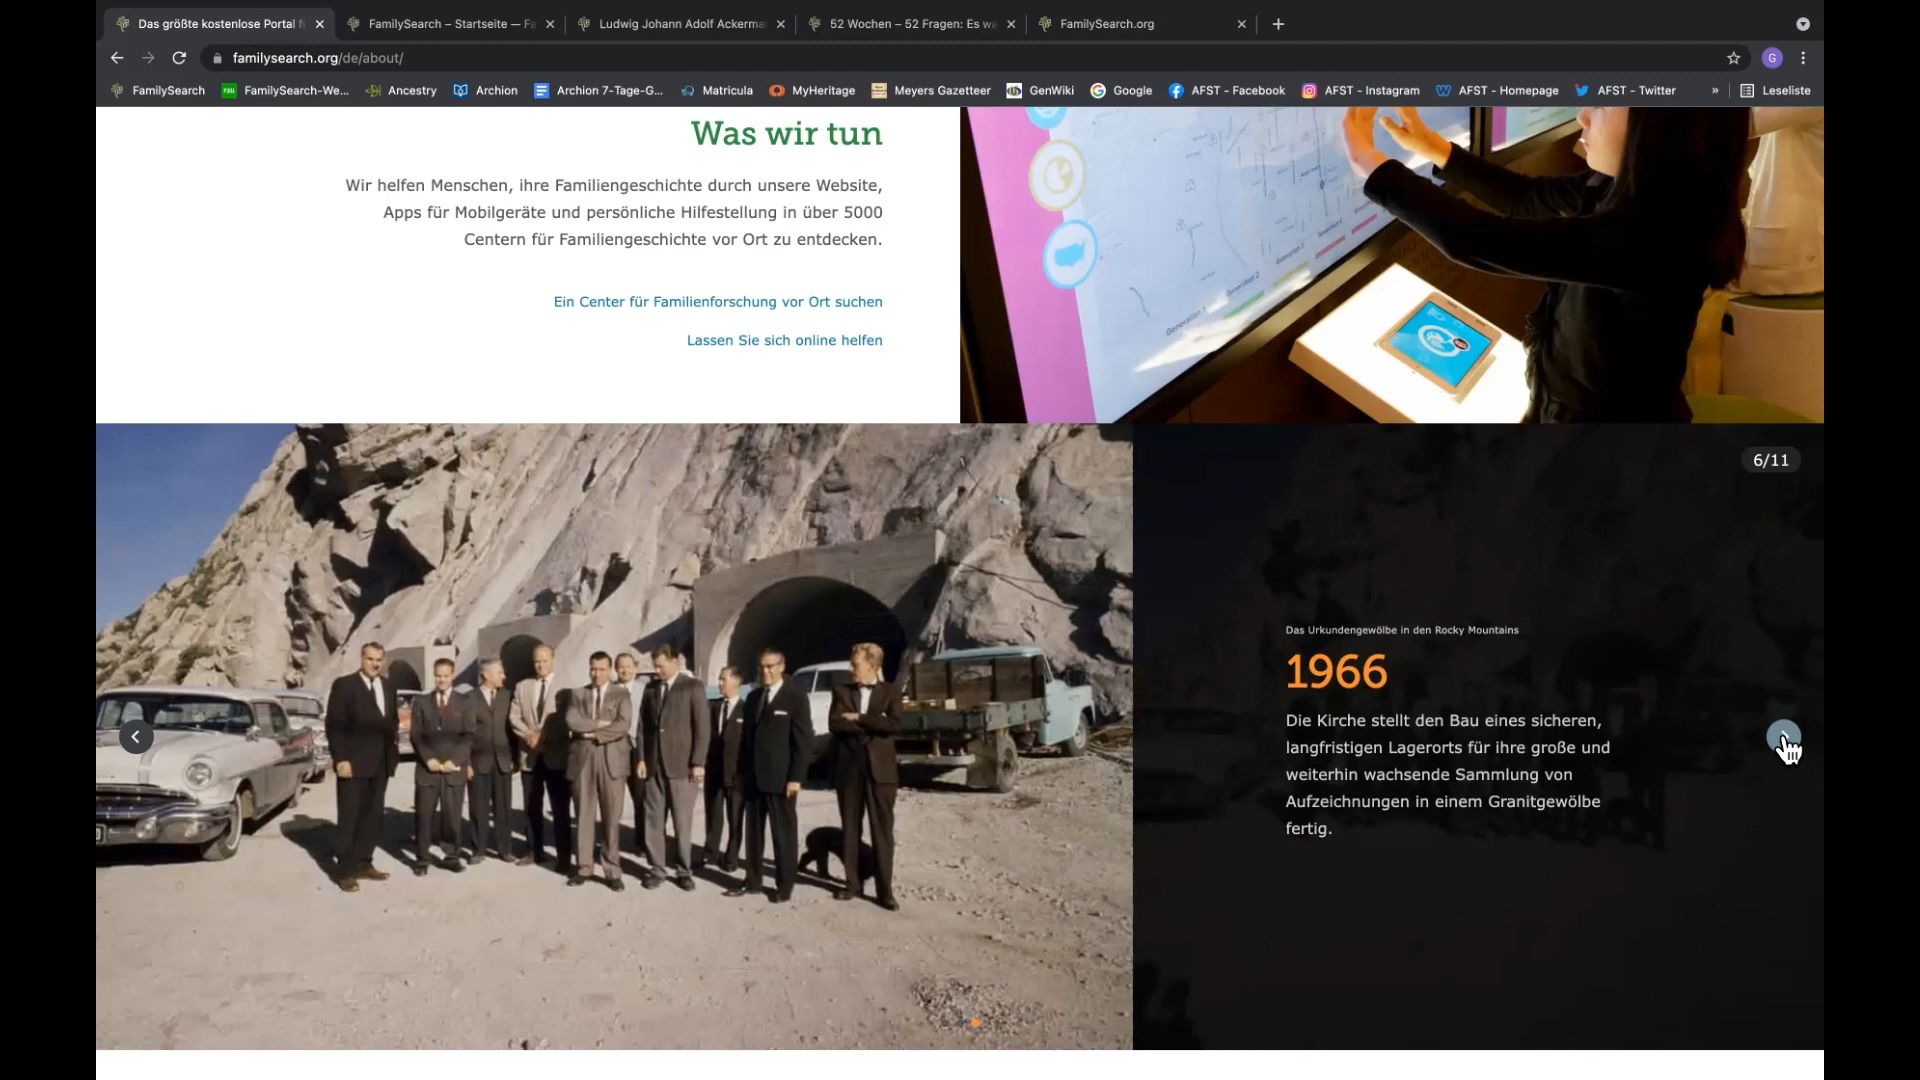 Das größte kostenlose Portal f
FamilySearch – Startseite — Fa
Ludwig Johann Adolf Ackerma
52 Wochen – 52 Fragen: Es wa
FamilySearch.org
familysearch.org/de/about/
G
FamilySearch
FamilySearch-We...
Ancestry
Archion
Archion 7-Tage-G...
Matricula
MyHeritage
Meyers Gazetteer
GenWiki
Google
AFST - Facebook
AFST - Instagram
AFST - Homepage
AFST - Twitter
»
Leseliste
Was wir tun
Wir helfen Menschen, ihre Familiengeschichte durch unsere Website,
Apps für Mobilgeräte und persönliche Hilfestellung in über 5000
Centern für Familiengeschichte vor Ort zu entdecken.
Ein Center für Familienforschung vor Ort suchen
Lassen Sie sich online helfen
Generation 1
Generation 2
Generation 3
6/11
Das Urkundengewölbe in den Rocky Mountains
1966
Die Kirche stellt den Bau eines sicheren,
langfristigen Lagerorts für ihre große und
weiterhin wachsende Sammlung von
Aufzeichnungen in einem Granitgewölbe
fertig.